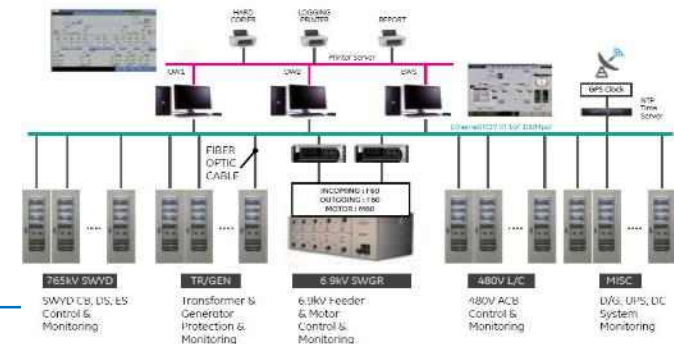 HARD
COPIER
LOGGING
PRINTER
REPORT
Printer Server
OW1
OW2
EWS
GPS Clock
NTP
Time
Server
FIBER
OPTIC
CABLE
INCOMING : F60
OUTGOING : F60
MOTOR : M60
765kV SWYD
TR/GEN
6.9kV SWGR
480V L/C
MISC
SWYD CB, DS, ES
Control &
Monitoring
Transformer &
Generator
Protection &
Monitoring
6.9kV Feeder
& Motor
Control &
Monitoring
480V ACB
Control &
Monitoring
D/G, UPS, DC
System
Monitoring